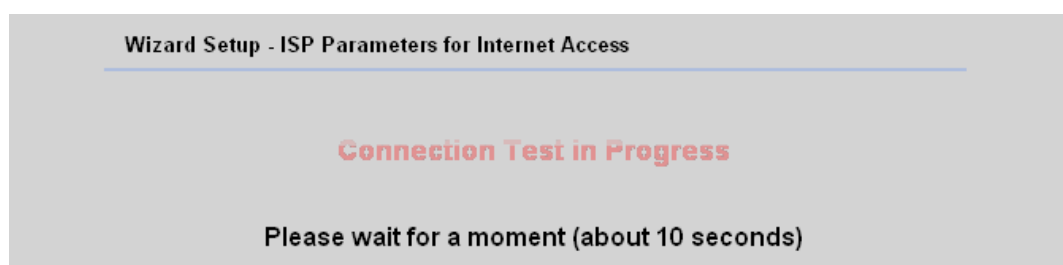 Wizard Setup - ISP Parameters for Internet Access
Connection Test in Progress
Please wait for a moment (about 10 seconds)